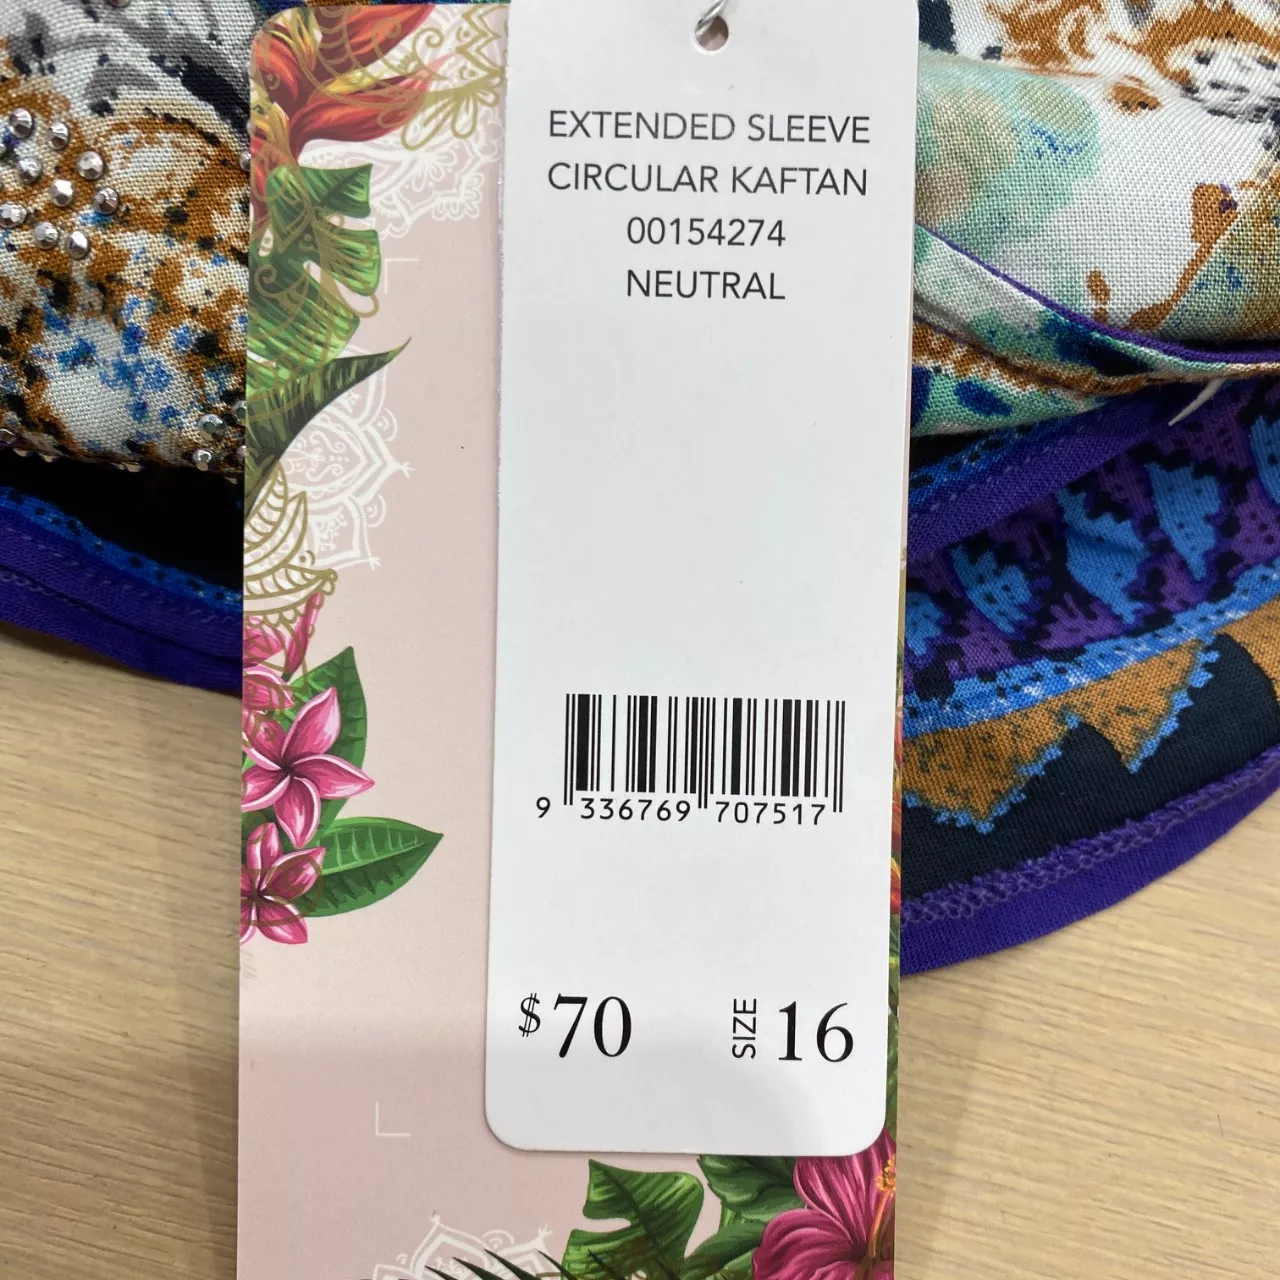 EXTENDED SLEEVE
CIRCULAR KAFTAN
00154274
NEUTRAL
9 336769 707517
$70 SIZE 16